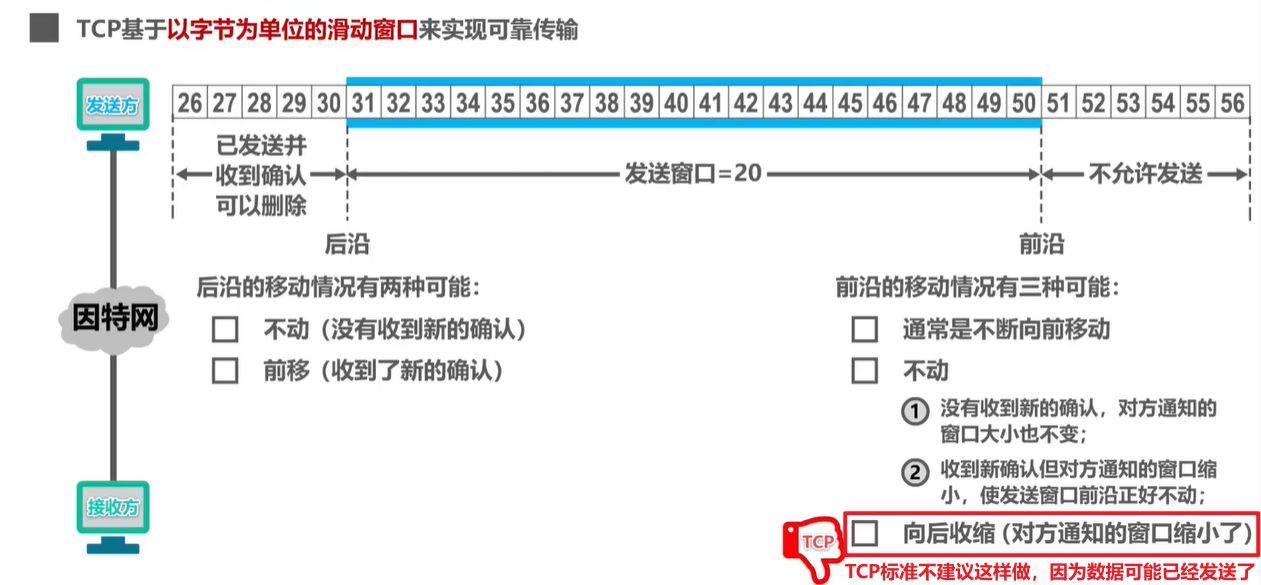 TCP基于以字节为单位的滑动窗口来实现可靠传输
发送方
26 27 28 29 30 31 32 33 34 35 36 37 38 39 40 41 42 43 44 45 46 47 48 49 50 51 52 53 54 55 56
已发送并
收到确认
可以删除
发送窗口=20
不允许发送
后沿
前沿
后沿的移动情况有两种可能：
不动（没有收到新的确认）
前移（收到了新的确认）
因特网
接收方
前沿的移动情况有三种可能：
通常是不断向前移动
不动
1 没有收到新的确认，对方通知的
窗口大小也不变；
2 收到新确认但对方通知的窗口缩
小，使发送窗口前沿正好不动；
TCP
向后收缩（对方通知的窗口缩小了）
TCP标准不建议这样做，因为数据可能已经发送了